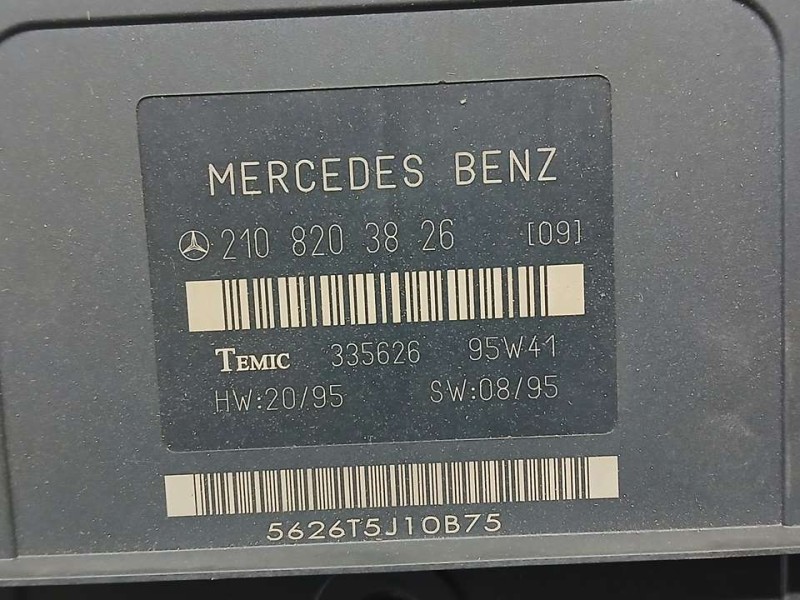 MERCEDES BENZ
210 820 38 26 [09]
TEMIC 335626 95W41
HW:20/95 SW:08/95
5626T5J10B75